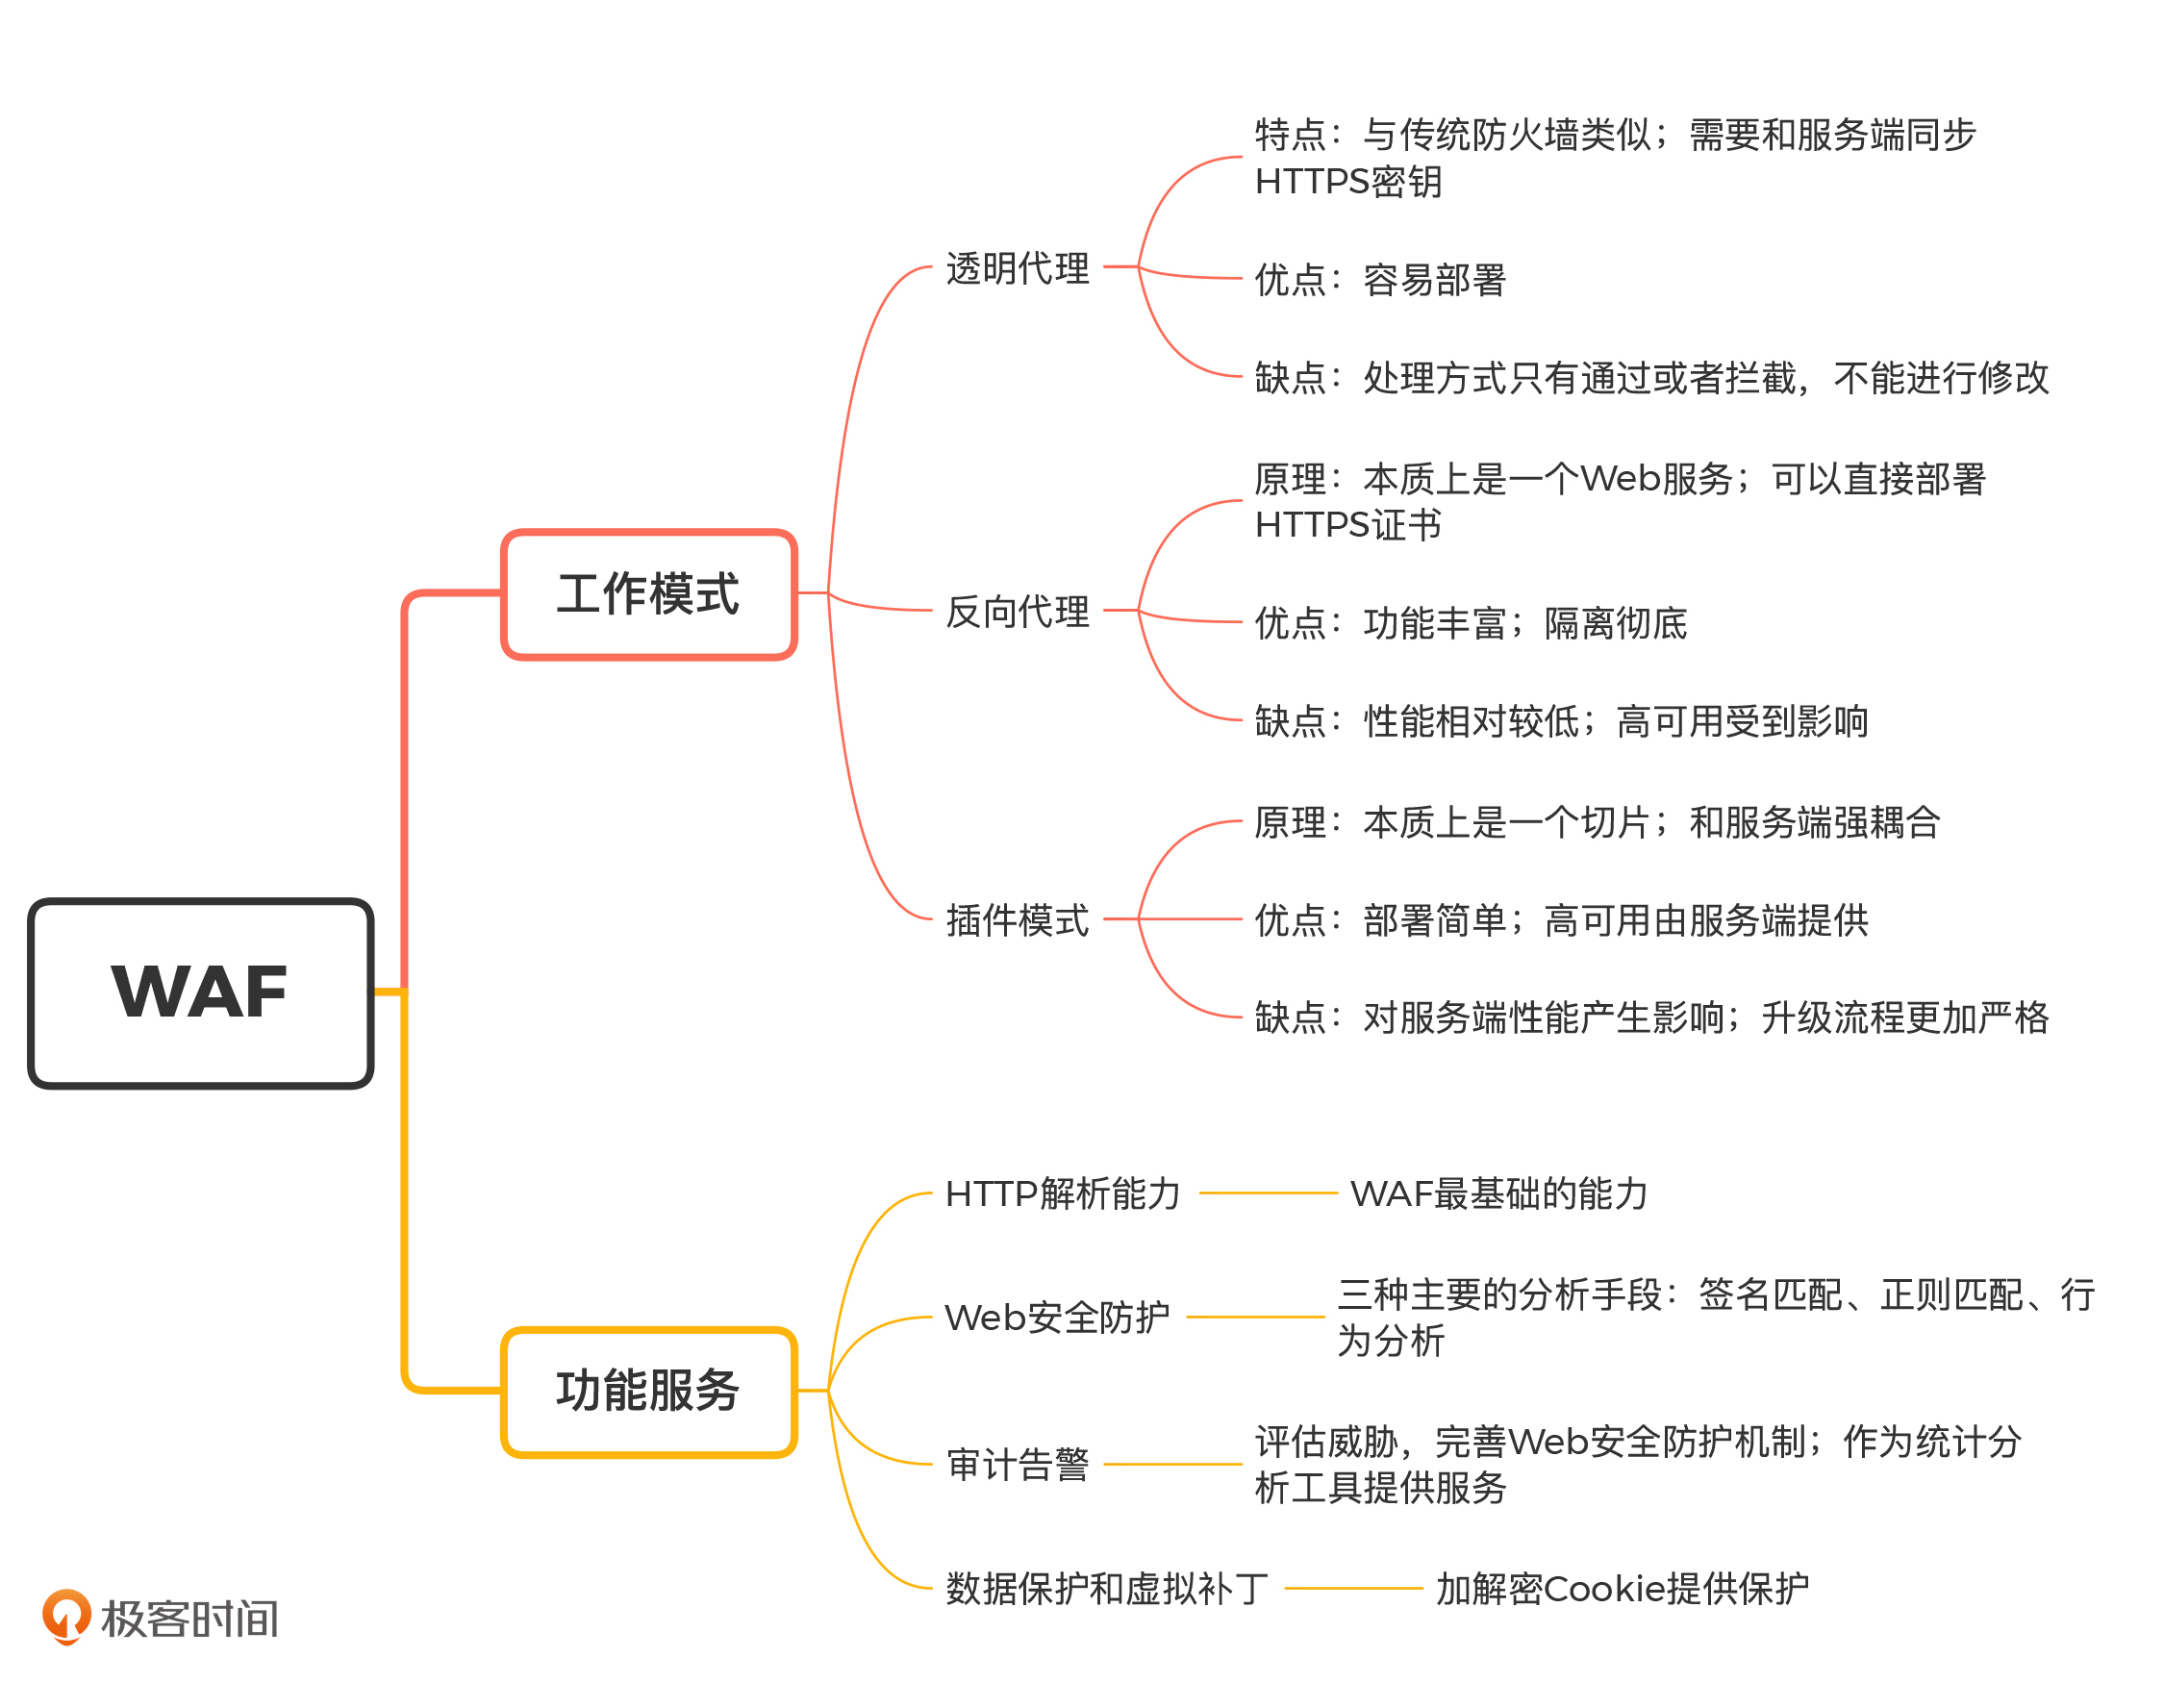 WAF
工作模式
透明代理
特点：与传统防火墙类似；需要和服务端同步
HTTPS密钥
优点：容易部署
缺点：处理方式只有通过或者拦截，不能进行修改
反向代理
原理：本质上是一个Web服务；可以直接部署
HTTPS证书
优点：功能丰富；隔离彻底
缺点：性能相对较低；高可用受到影响
插件模式
原理：本质上是一个切片；和服务端强耦合
优点：部署简单；高可用由服务端提供
缺点：对服务端性能产生影响；升级流程更加严格
功能服务
HTTP解析能力
WAF最基础的能力
Web安全防护
三种主要的分析手段：签名匹配、正则匹配、行
为分析
审计告警
评估威胁，完善Web安全防护机制；作为统计分
析工具提供服务
数据保护和虚拟补丁
加解密Cookie提供保护
极客时间